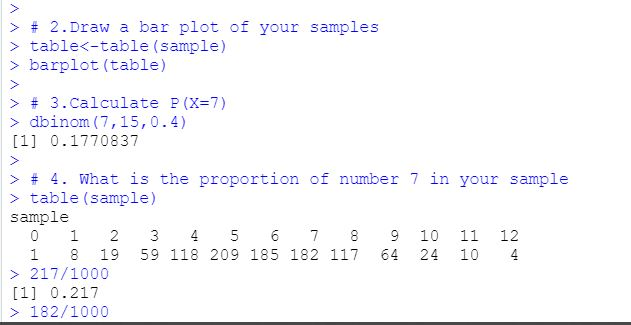 >
> # 2.Draw a bar plot of your samples
> table<-table(sample)
> barplot(table)
>
> # 3.Calculate P(X=7)
> dbinom(7,15,0.4)
[1] 0.1770837
>
> # 4. What is the proportion of number 7 in your sample
> table(sample)
sample
0 1 2 3 4 5 6 7 8 9 10 11 12
1 8 19 59 118 209 185 182 117 64 24 10 4
> 217/1000
[1] 0.217
> 182/1000